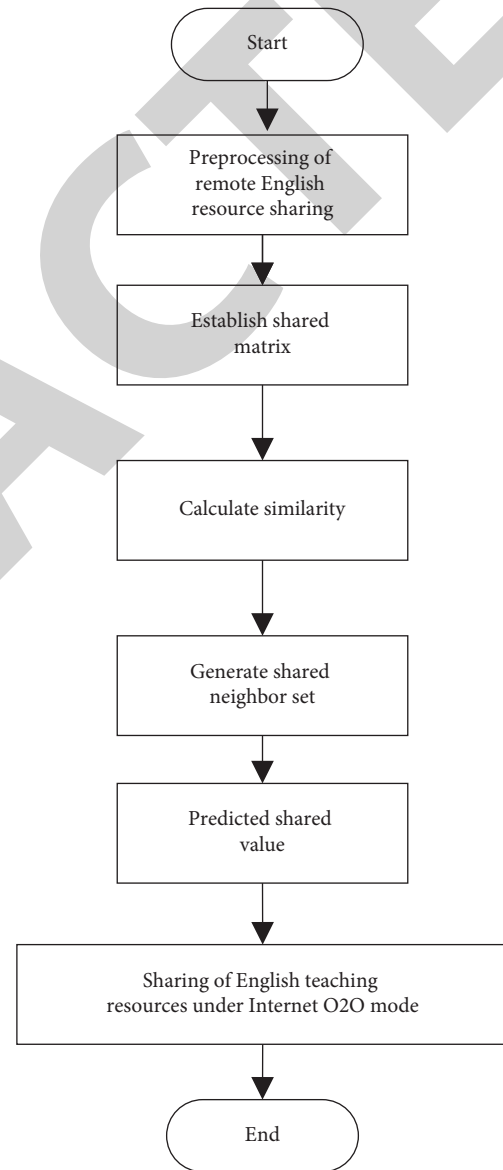 Start
Preprocessing of
remote English
resource sharing
Establish shared
matrix
Calculate similarity
Generate shared
neighbor set
Predicted shared
value
Sharing of English teaching
resources under Internet O2O mode
End
ACTE